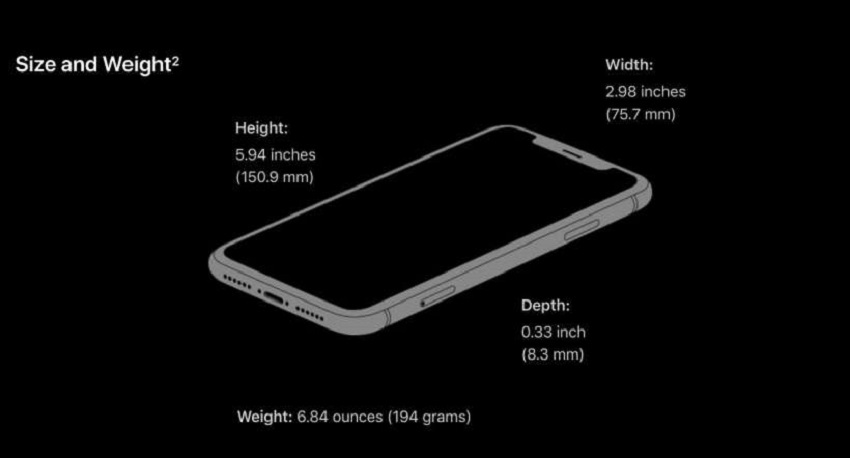 Size and Weight²
Width:
2.98 inches
(75.7 mm)
Height:
5.94 inches
(150.9 mm)
Depth:
0.33 inch
(8.3 mm)
Weight: 6.84 ounces (194 grams)